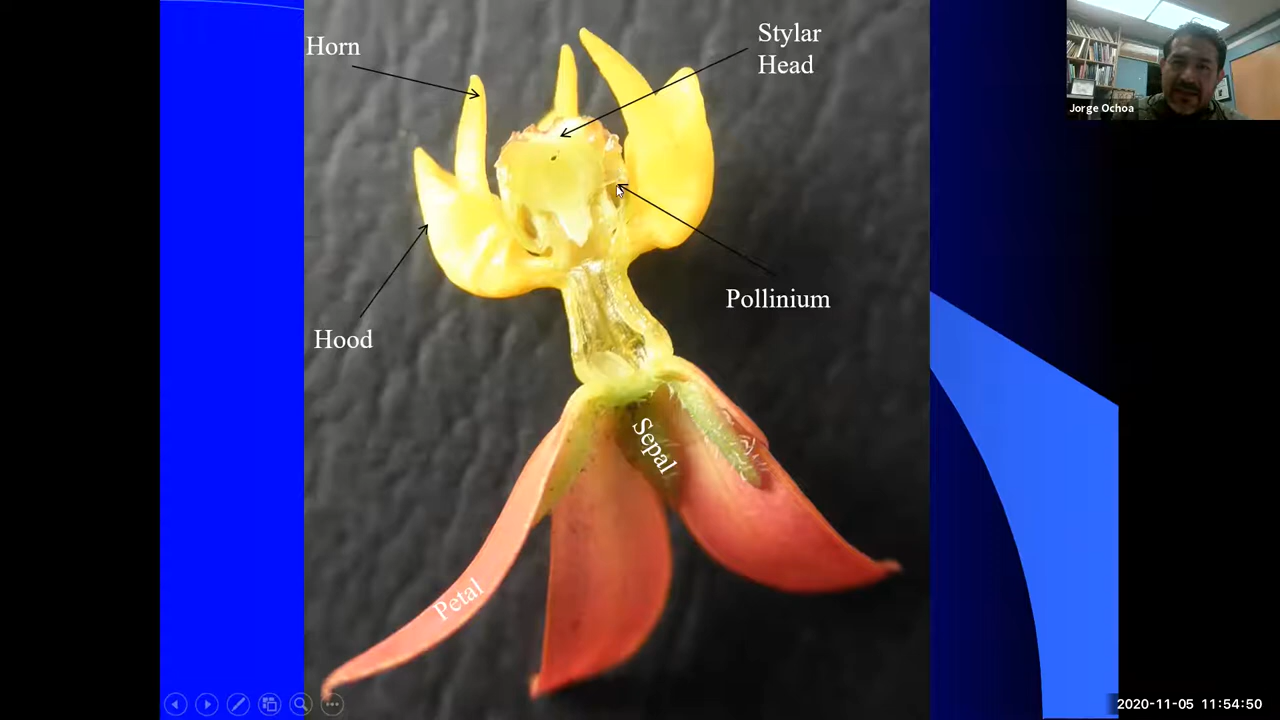 Horn
Stylar
Head
Jorge Ochoa
Pollinium
Hood
Sepal
Petal
2020-11-05 11:54:50